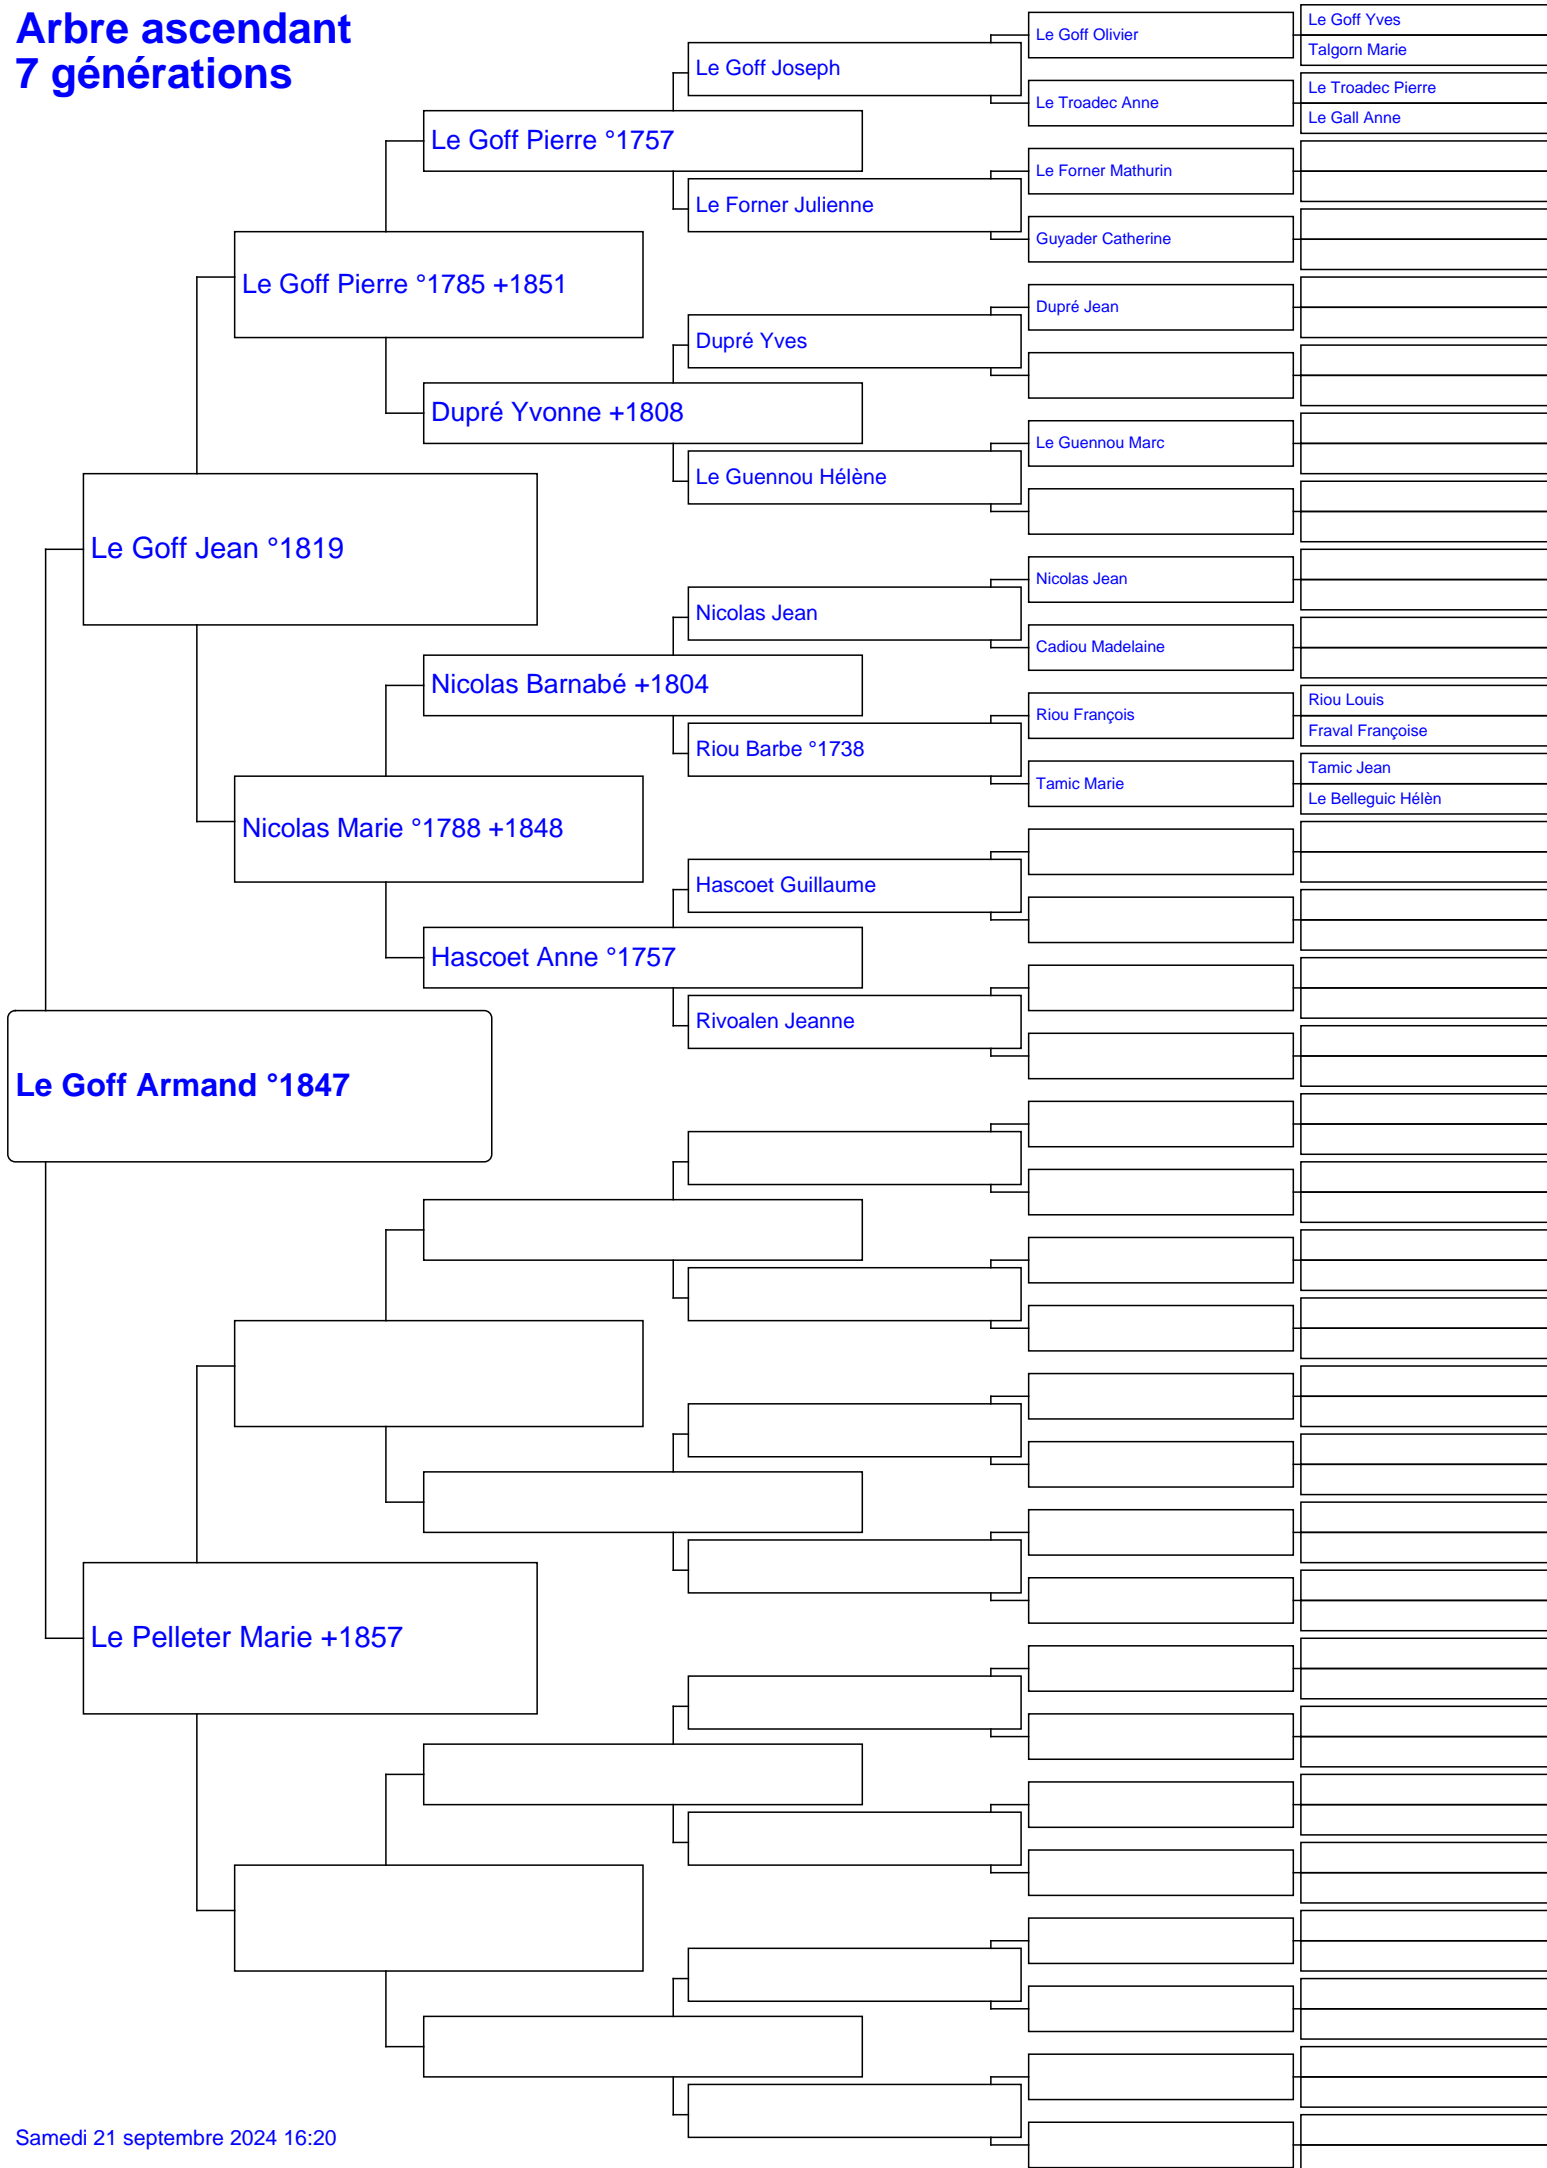 Arbre ascendant
7 générations
Le Goff Yves
Le Goff Olivier
Talgorn Marie
Le Goff Joseph
Le Troadec Pierre
Le Troadec Anne
Le Gall Anne
Le Goff Pierre °1757
Le Forner Mathurin
Le Forner Julienne
Guyader Catherine
Le Goff Pierre °1785 +1851
Dupré Jean
Dupré Yves
Dupré Yvonne +1808
Le Guennou Marc
Le Guennou Hélène
Le Goff Jean °1819
Nicolas Jean
Nicolas Jean
Cadiou Madelaine
Nicolas Barnabé +1804
Riou Louis
Riou François
Fraval Françoise
Riou Barbe °1738
Tamic Jean
Tamic Marie
Le Belleguic Hélèn
Nicolas Marie °1788 +1848
Hascoet Guillaume
Hascoet Anne °1757
Rivoalen Jeanne
Le Goff Armand °1847
Le Pelleter Marie +1857
Samedi 21 septembre 2024 16:20